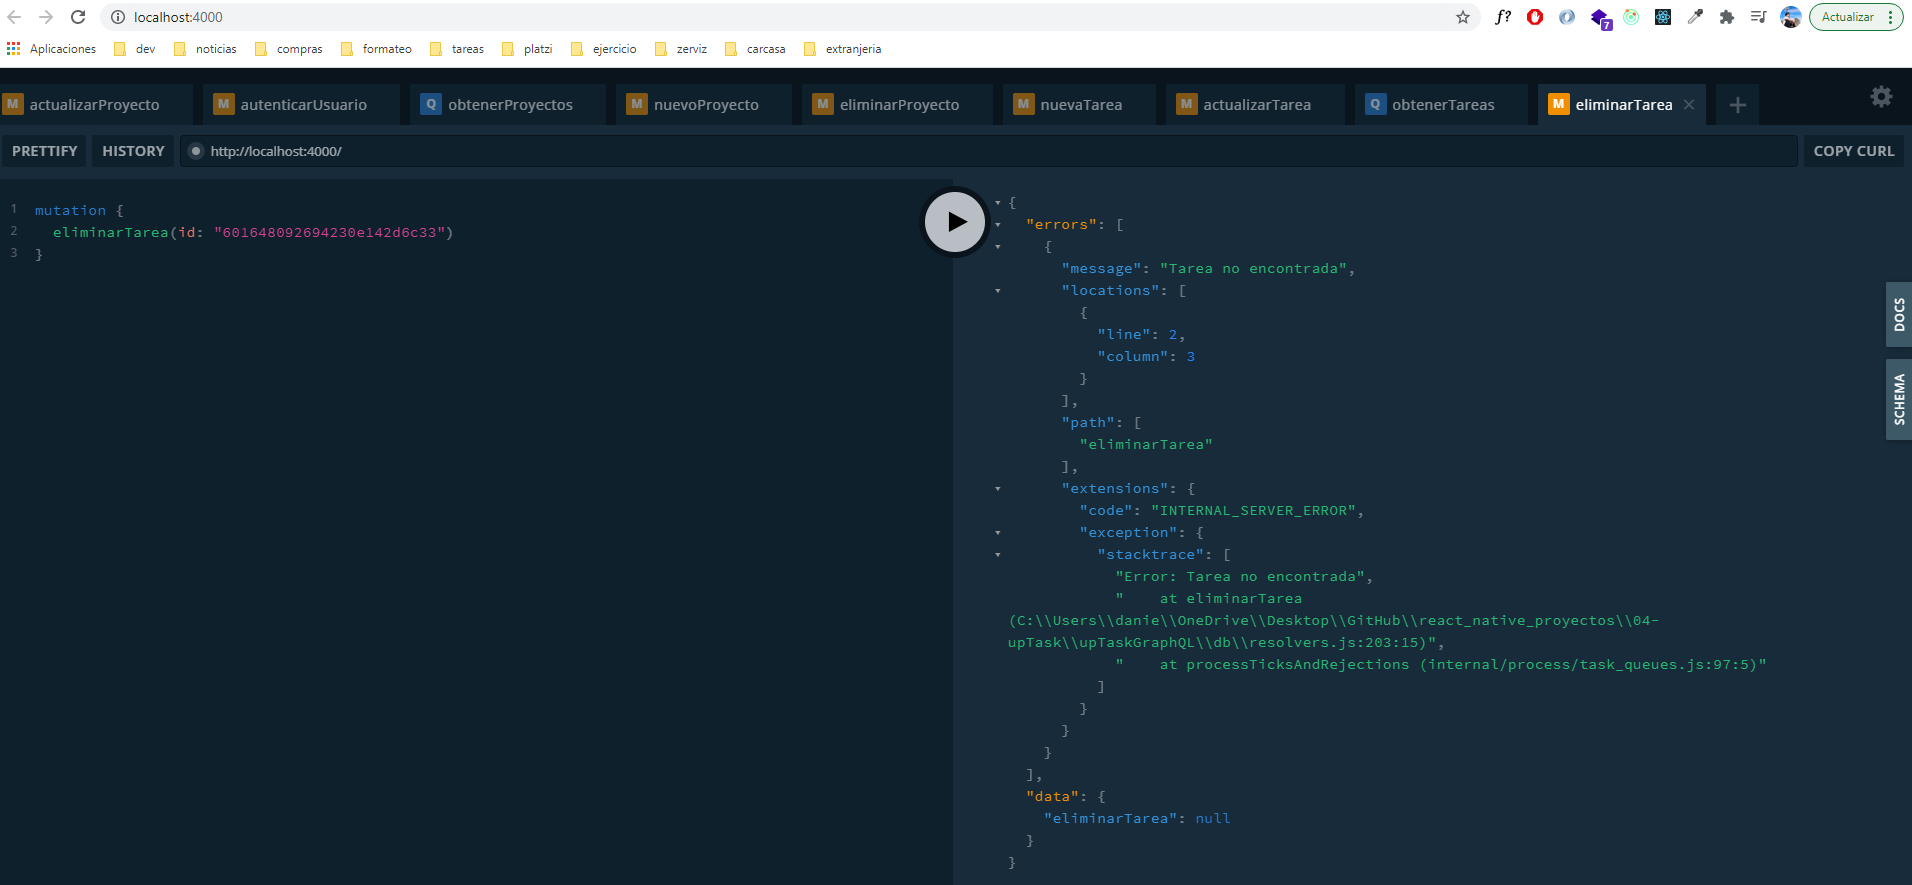 localhost:4000
f?
7
Actualizar
Aplicaciones dev noticias compras formateo tareas platzi ejercicio zerviz carcasa extranjeria
M actualizarProyecto M autenticarUsuario Q obtenerProyectos M nuevoProyecto M eliminarProyecto M nuevaTarea M actualizarTarea Q obtenerTareas M eliminarTarea × +
PRETTIFY HISTORY http://localhost:4000/ COPY CURL
1 mutation {
2 eliminarTarea(id: "601648092694230e142d6c33")
3 }
{
"errors": [
{
"message": "Tarea no encontrada",
"locations": [
{
"line": 2,
"column": 3
}
],
"path": [
"eliminarTarea"
],
"extensions": {
"code": "INTERNAL_SERVER_ERROR",
"exception": {
"stacktrace": [
"Error: Tarea no encontrada",
"    at eliminarTarea
(C:\\Users\\danie\\OneDrive\\Desktop\\GitHub\\react_native_proyectos\\04-
upTask\\upTaskGraphQL\\db\\resolvers.js:203:15)",
"    at processTicksAndRejections (internal/process/task_queues.js:97:5)"
]
}
}
}
],
"data": {
"eliminarTarea": null
}
}
DOCS
SCHEMA